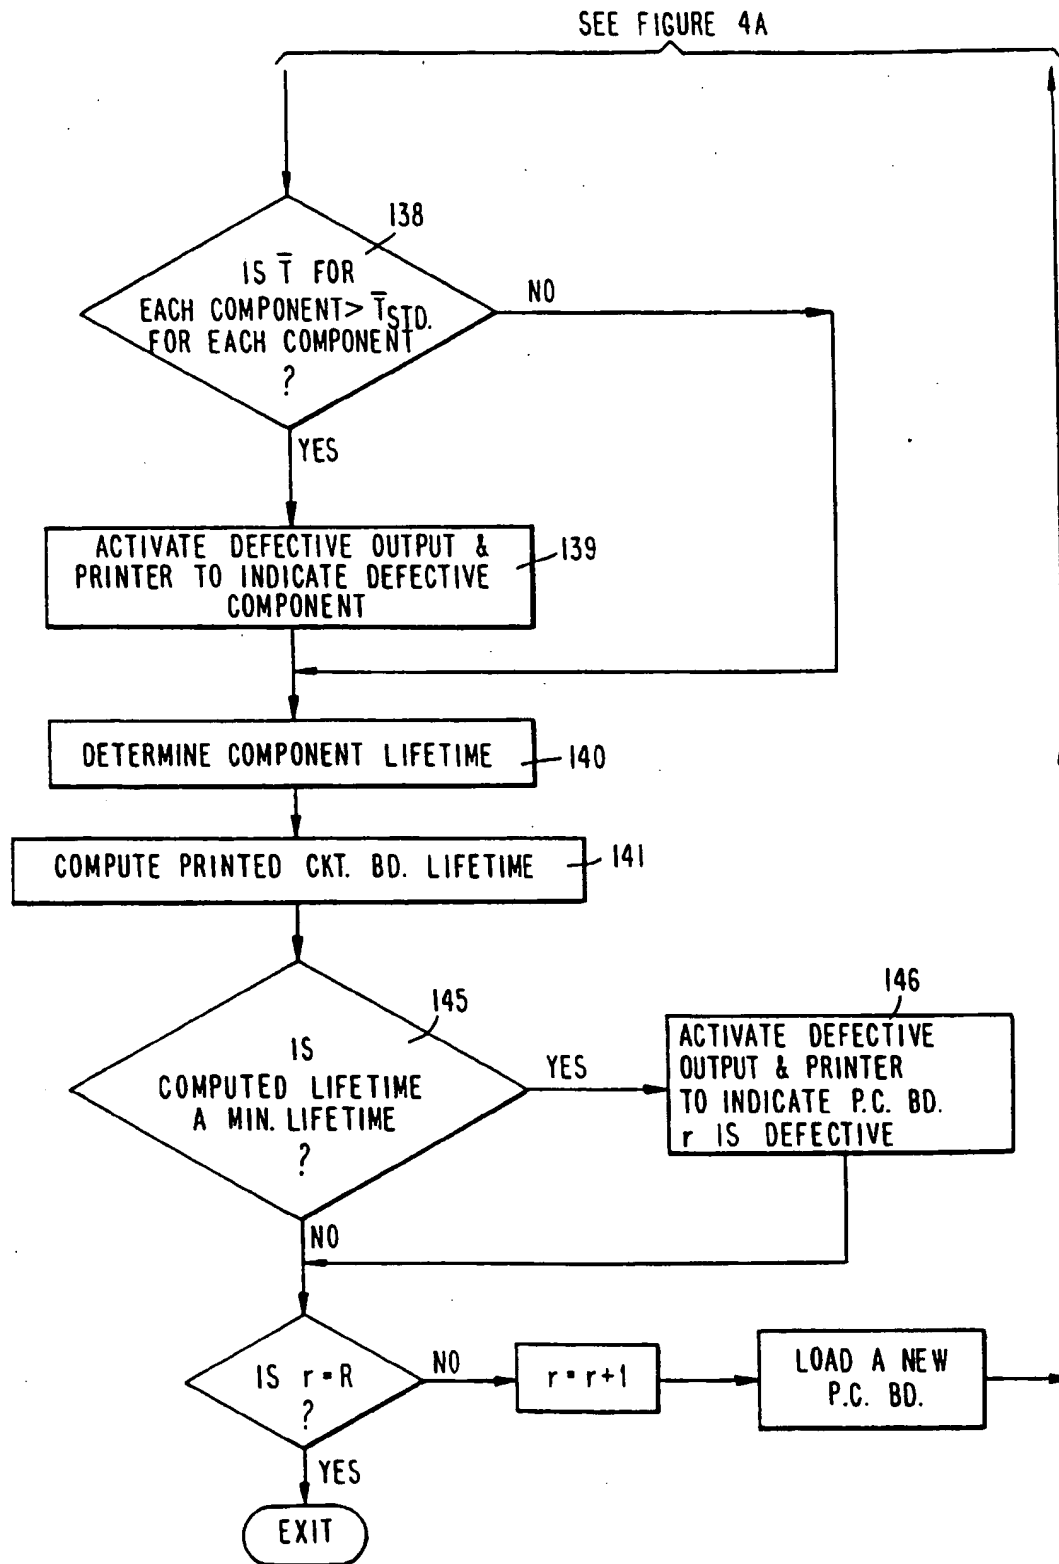 SEE FIGURE 4A
138
IS T̅ FOR
EACH COMPONENT> T̅STD.
FOR EACH COMPONENT
?
NO
YES
ACTIVATE DEFECTIVE OUTPUT &
PRINTER TO INDICATE DEFECTIVE
COMPONENT
139
DETERMINE COMPONENT LIFETIME
140
COMPUTE PRINTED CKT. BD. LIFETIME
141
145
IS
COMPUTED LIFETIME
A MIN. LIFETIME
?
YES
146
ACTIVATE DEFECTIVE
OUTPUT & PRINTER
TO INDICATE P.C. BD.
r IS DEFECTIVE
NO
IS r=R
?
NO
r=r+1
LOAD A NEW
P.C. BD.
YES
EXIT